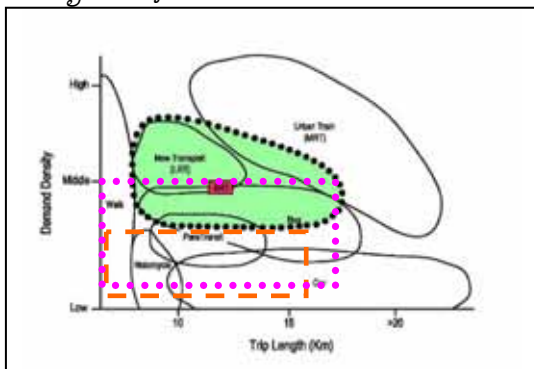 High
Urban Train
(MRT)
New Transport
(LRT)
Middle
BRT
Walk
Bus
Paratransit
Motorcycle
Car
Low
10
15
>20
Demand Density
Trip Length (Km)